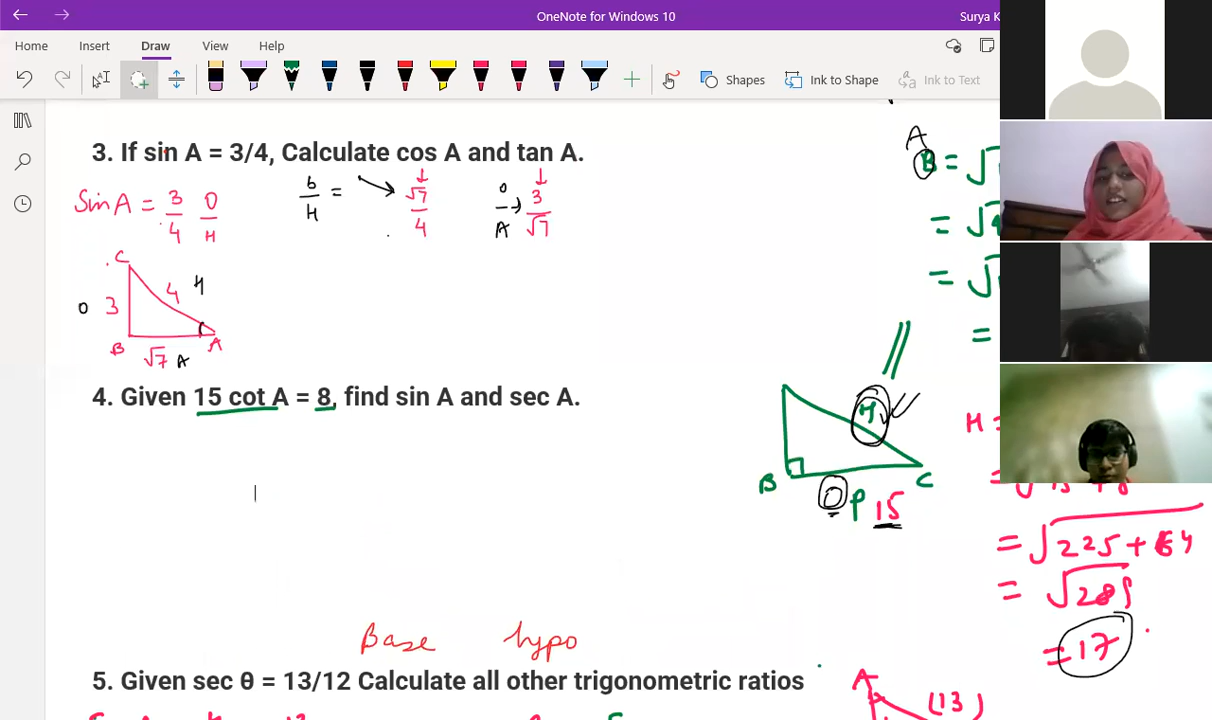 OneNote for Windows 10
Surya K
Home Insert Draw View Help
Shapes Ink to Shape Ink to Text
3. If sin A = 3/4, Calculate cos A and tan A.
Sin A = 3/4 O/H
b/H = √7/4
O/A 3/√7
C
O 3 4 H
B √7 A A
A
B = √
= √
= √
=
4. Given 15 cot A = 8, find sin A and sec A.
H
B O P 15 C
H =
= √225 + 64
= √289
= 17
Base hypo
5. Given sec θ = 13/12 Calculate all other trigonometric ratios
A (13)